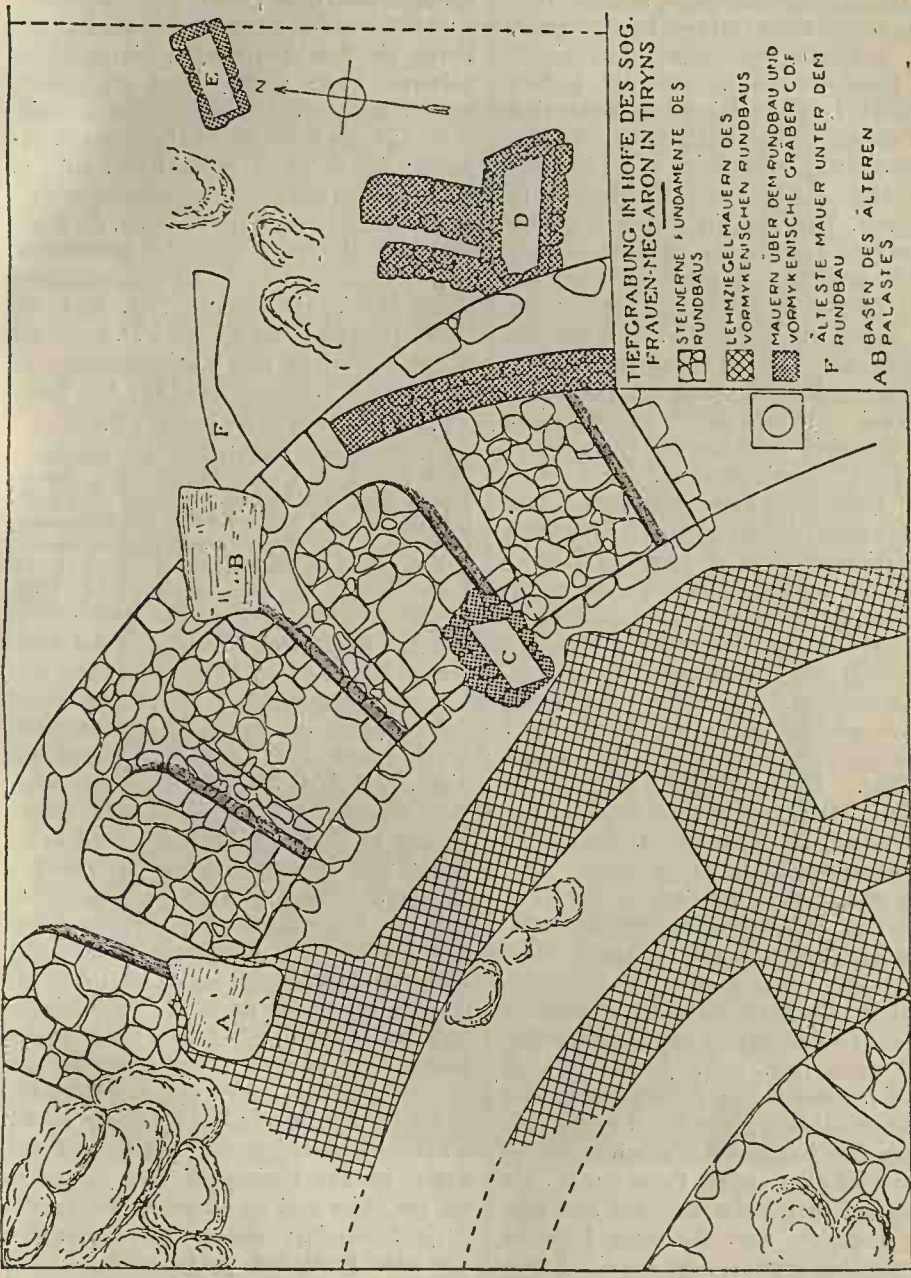 TIEFGRABUNG IM HOFE DES SOG.
FRAUEN-MEGARON IN TIRYNS
STEINERNE FUNDAMENTE DES
RUNDBAUS
LEHMZIEGELMAUERN DES
VORMYKENISCHEN RUNDBAUS
MAUERN ÜBER DEM RUNDBAU UND
VORMYKENISCHE GRÄBER C.D.F
F ÄLTESTE MAUER UNTER DEM
RUNDBAU
AB BASEN DES ÄLTEREN
PALASTES
A
B
C
D
E
F
N